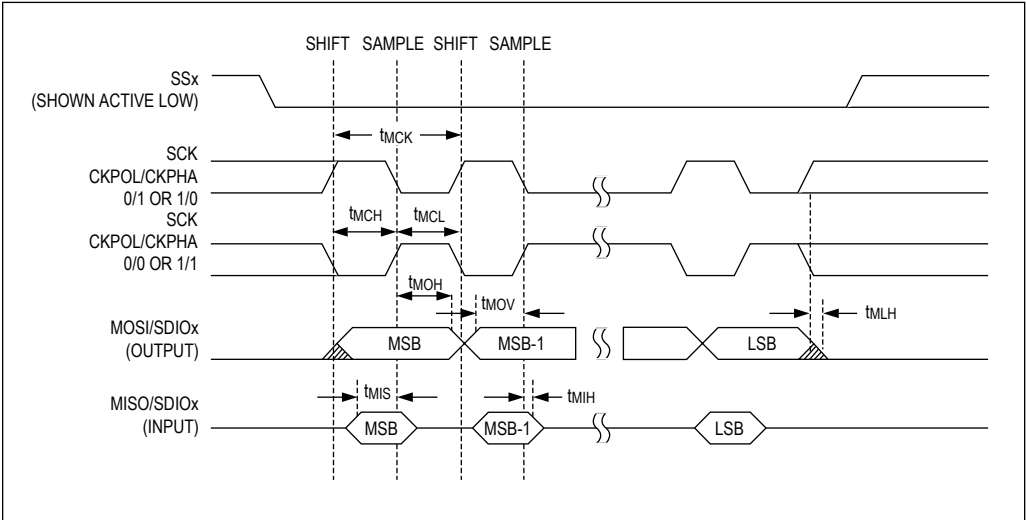 SHIFT SAMPLE SHIFT SAMPLE
SSx
(SHOWN ACTIVE LOW)
tMCK
SCK
CKPOL/CKPHA
0/1 OR 1/0
tMCH tMCL
SCK
CKPOL/CKPHA
0/0 OR 1/1
tMOH
tMOV
tMLH
MOSI/SDIOx
(OUTPUT)
MSB MSB-1 LSB
tMIS
tMIH
MISO/SDIOx
(INPUT)
MSB MSB-1 LSB